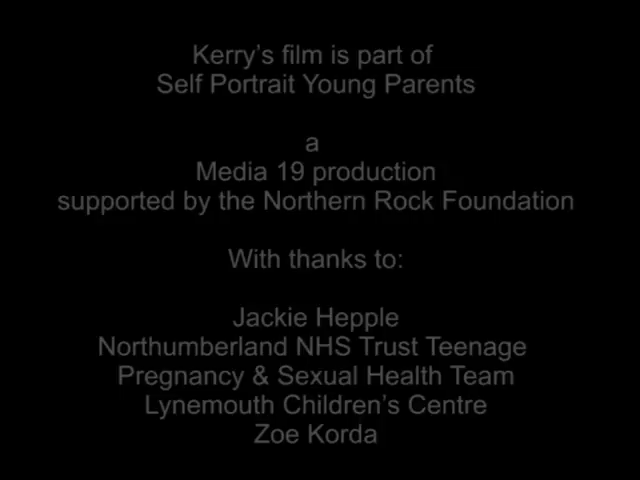 Kerry’s film is part of
Self Portrait Young Parents
a
Media 19 production
supported by the Northern Rock Foundation
With thanks to:
Jackie Hepple
Northumberland NHS Trust Teenage
Pregnancy & Sexual Health Team
Lynemouth Children’s Centre
Zoe Korda